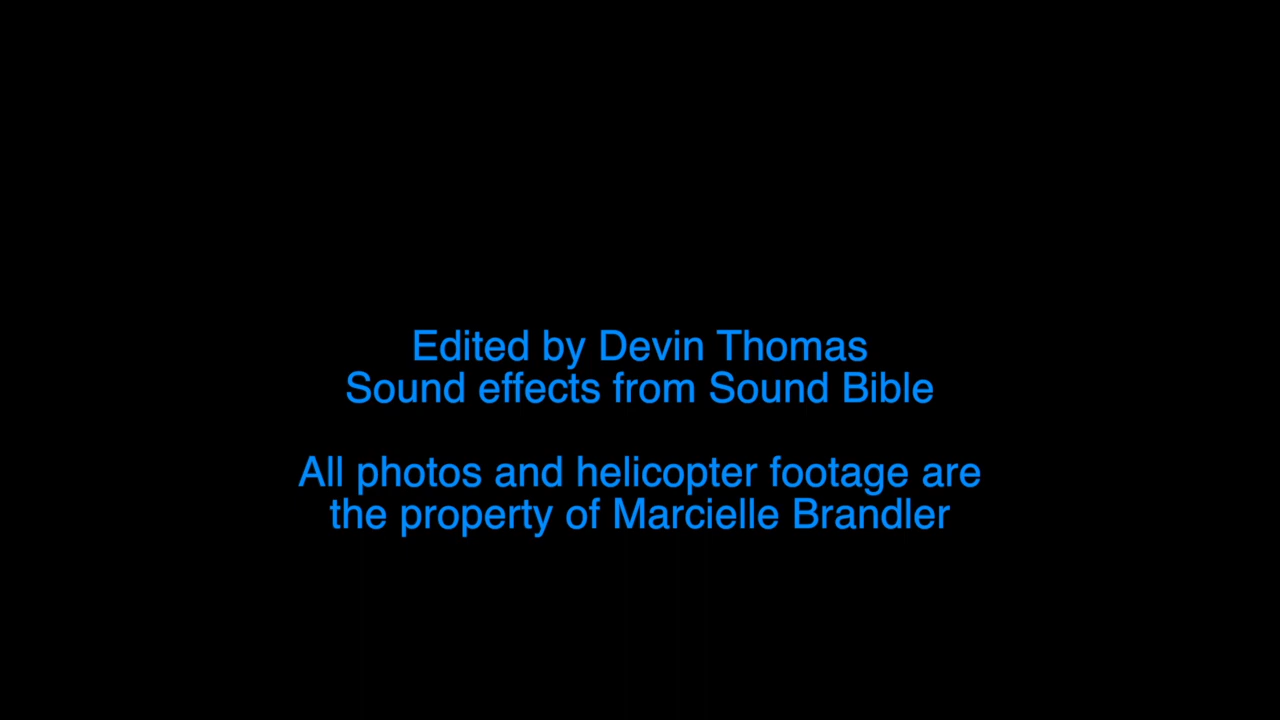 Edited by Devin Thomas
Sound effects from Sound Bible
All photos and helicopter footage are
the property of Marcielle Brandler